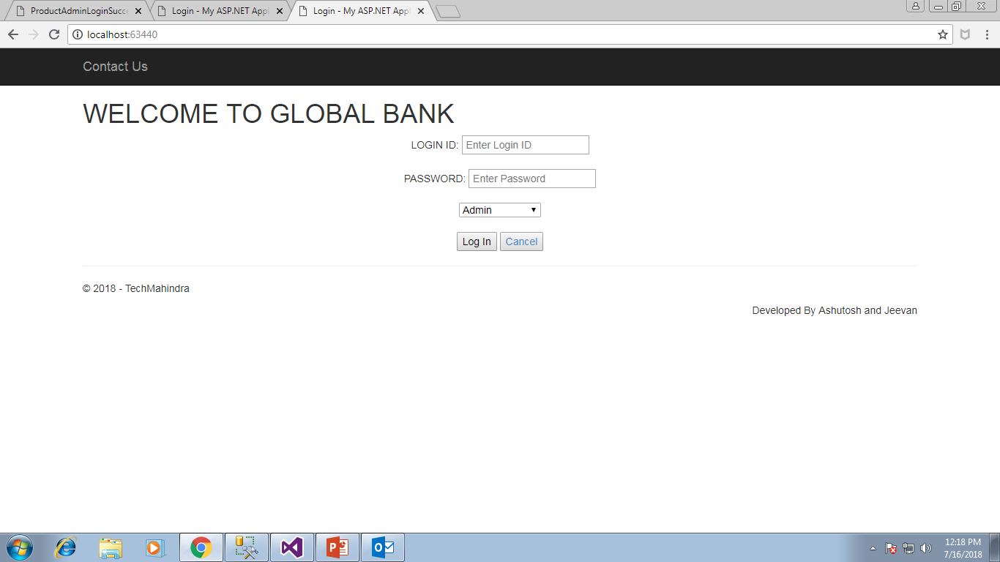 ProductAdminLoginSucce
Login - My ASP.NET Appl
Login - My ASP.NET Appl
localhost:63440
Contact Us
WELCOME TO GLOBAL BANK
LOGIN ID: Enter Login ID
PASSWORD: Enter Password
Admin
Log In Cancel
© 2018 - TechMahindra
Developed By Ashutosh and Jeevan
12:18 PM
7/16/2018